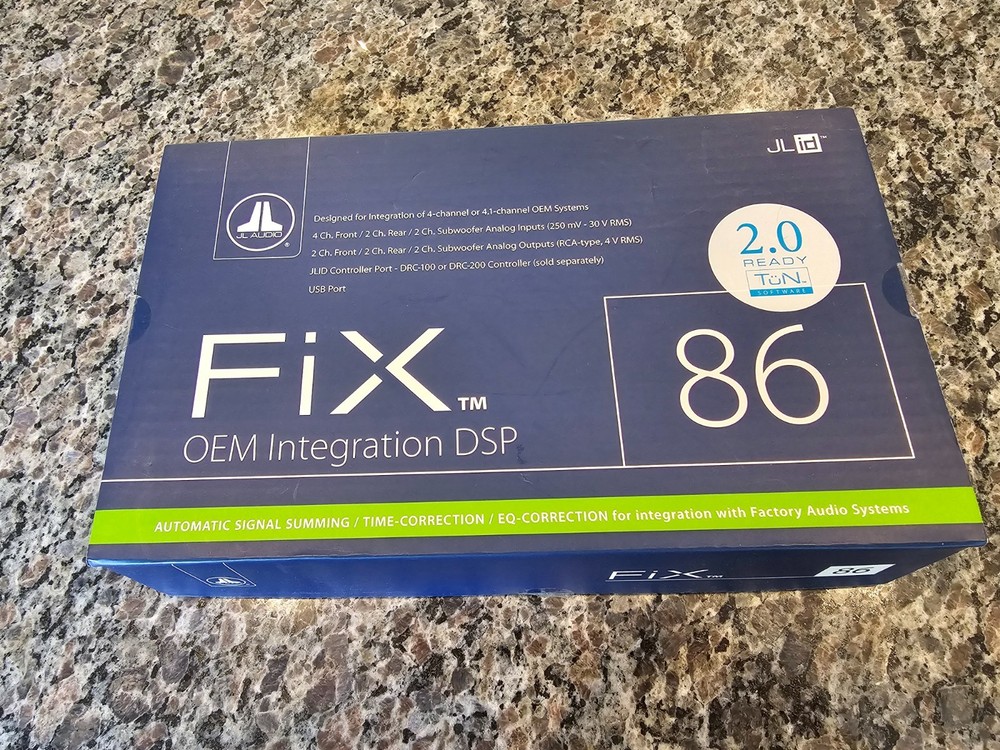 JL id™
JL AUDIO®
Designed for Integration of 4-channel or 4,1-channel OEM Systems
4 Ch. Front / 2 Ch. Rear / 2 Ch. Subwoofer Analog Inputs (250 mV - 30 V RMS)
2 Ch. Front / 2 Ch. Rear / 2 Ch. Subwoofer Analog Outputs (RCA-type, 4 V RMS)
JLID Controller Port - DRC-100 or DRC-200 Controller (sold separately)
USB Port
2.0
READY
TüN™
SOFTWARE
FiX™
86
OEM Integration DSP
AUTOMATIC SIGNAL SUMMING / TIME-CORRECTION / EQ-CORRECTION for integration with Factory Audio Systems
FiX™ 86